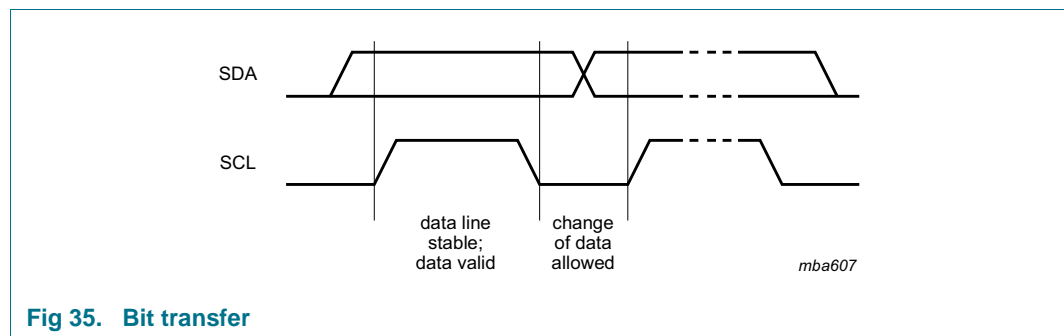 SDA
SCL
data line
stable;
data valid
change
of data
allowed
mba607
Fig 35. Bit transfer